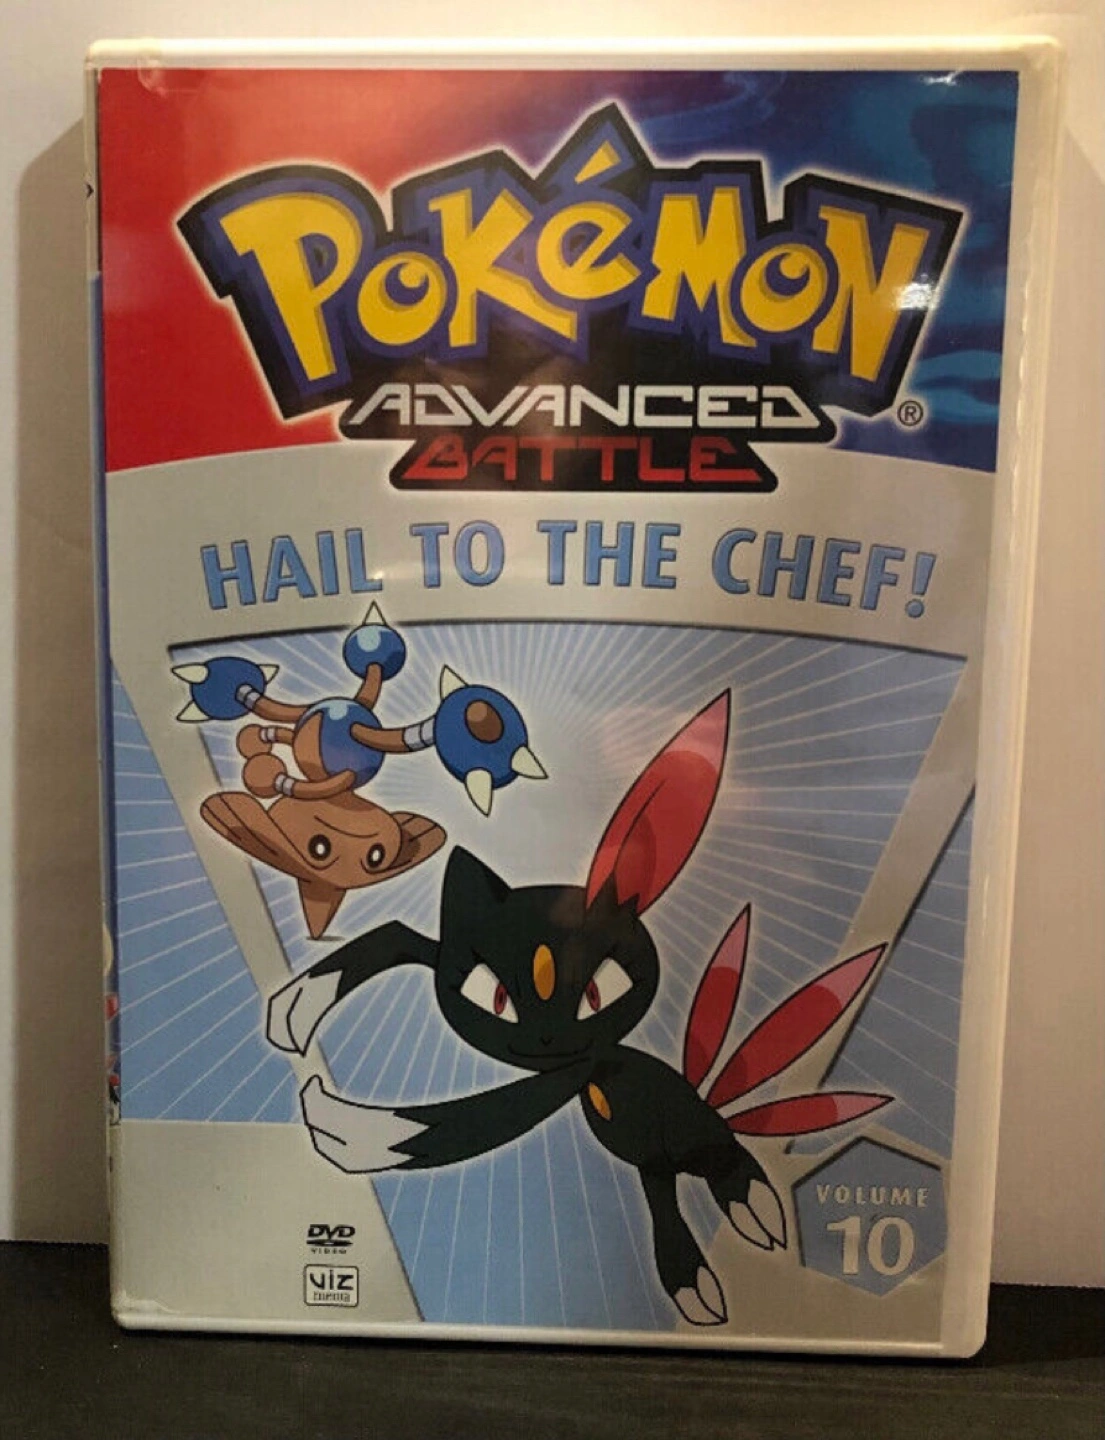 POKéMON
ADVANCED
BATTLE
®
HAIL TO THE CHEF!
VOLUME
10
DVD
VIDEO
VIZ
media